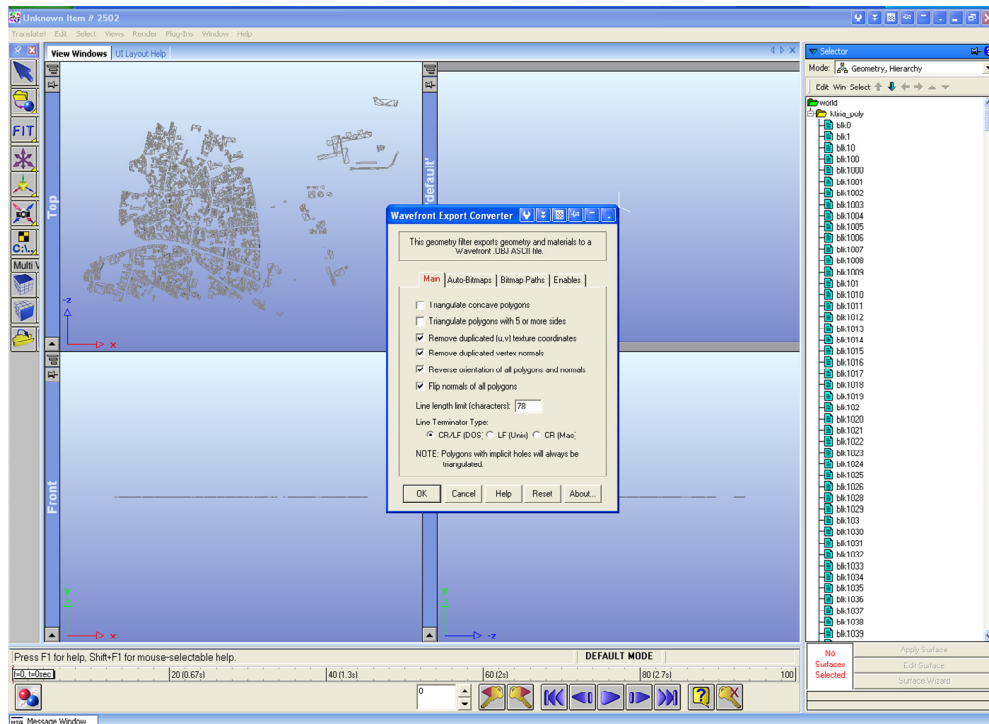 Unknown Item # 2502
Translate! Edit Select Views Render Plug-Ins Window Help
View Windows UI Layout Help
Selector
Mode: Geometry, Hierarchy
Edit Win Select
FIT
C:\...
Multi V
Top
-z
x
default'
Front
y
x
y
-z
Wavefront Export Converter
This geometry filter exports geometry and materials to a
Wavefront .OBJ ASCII file.
Main Auto-Bitmaps Bitmap Paths Enables
Triangulate concave polygons
Triangulate polygons with 5 or more sides
Remove duplicated (u,v) texture coordinates
Remove duplicated vertex normals
Reverse orientation of all polygons and normals
Flip normals of all polygons
Line length limit (characters): 78
Line Terminator Type:
CR/LF (DOS) LF (Unix) CR (Mac)
NOTE: Polygons with implicit holes will always be
triangulated.
OK Cancel Help Reset About...
world
ktiria_poly
blk0
blk1
blk10
blk100
blk1000
blk1001
blk1002
blk1003
blk1004
blk1005
blk1006
blk1007
blk1008
blk1009
blk101
blk1010
blk1011
blk1012
blk1013
blk1014
blk1015
blk1016
blk1017
blk1018
blk1019
blk102
blk1020
blk1021
blk1022
blk1023
blk1024
blk1025
blk1026
blk1028
blk1029
blk103
blk1030
blk1031
blk1032
blk1033
blk1034
blk1035
blk1036
blk1037
blk1038
blk1039
No
Surfaces
Selected
Apply Surface
Edit Surface
Surface Wizard
Press F1 for help, Shift+F1 for mouse-selectable help.
DEFAULT MODE
f=0, t=0sec 20 (0.67s) 40 (1.3s) 60 (2s) 80 (2.7s) 100
0
MSG Message Window